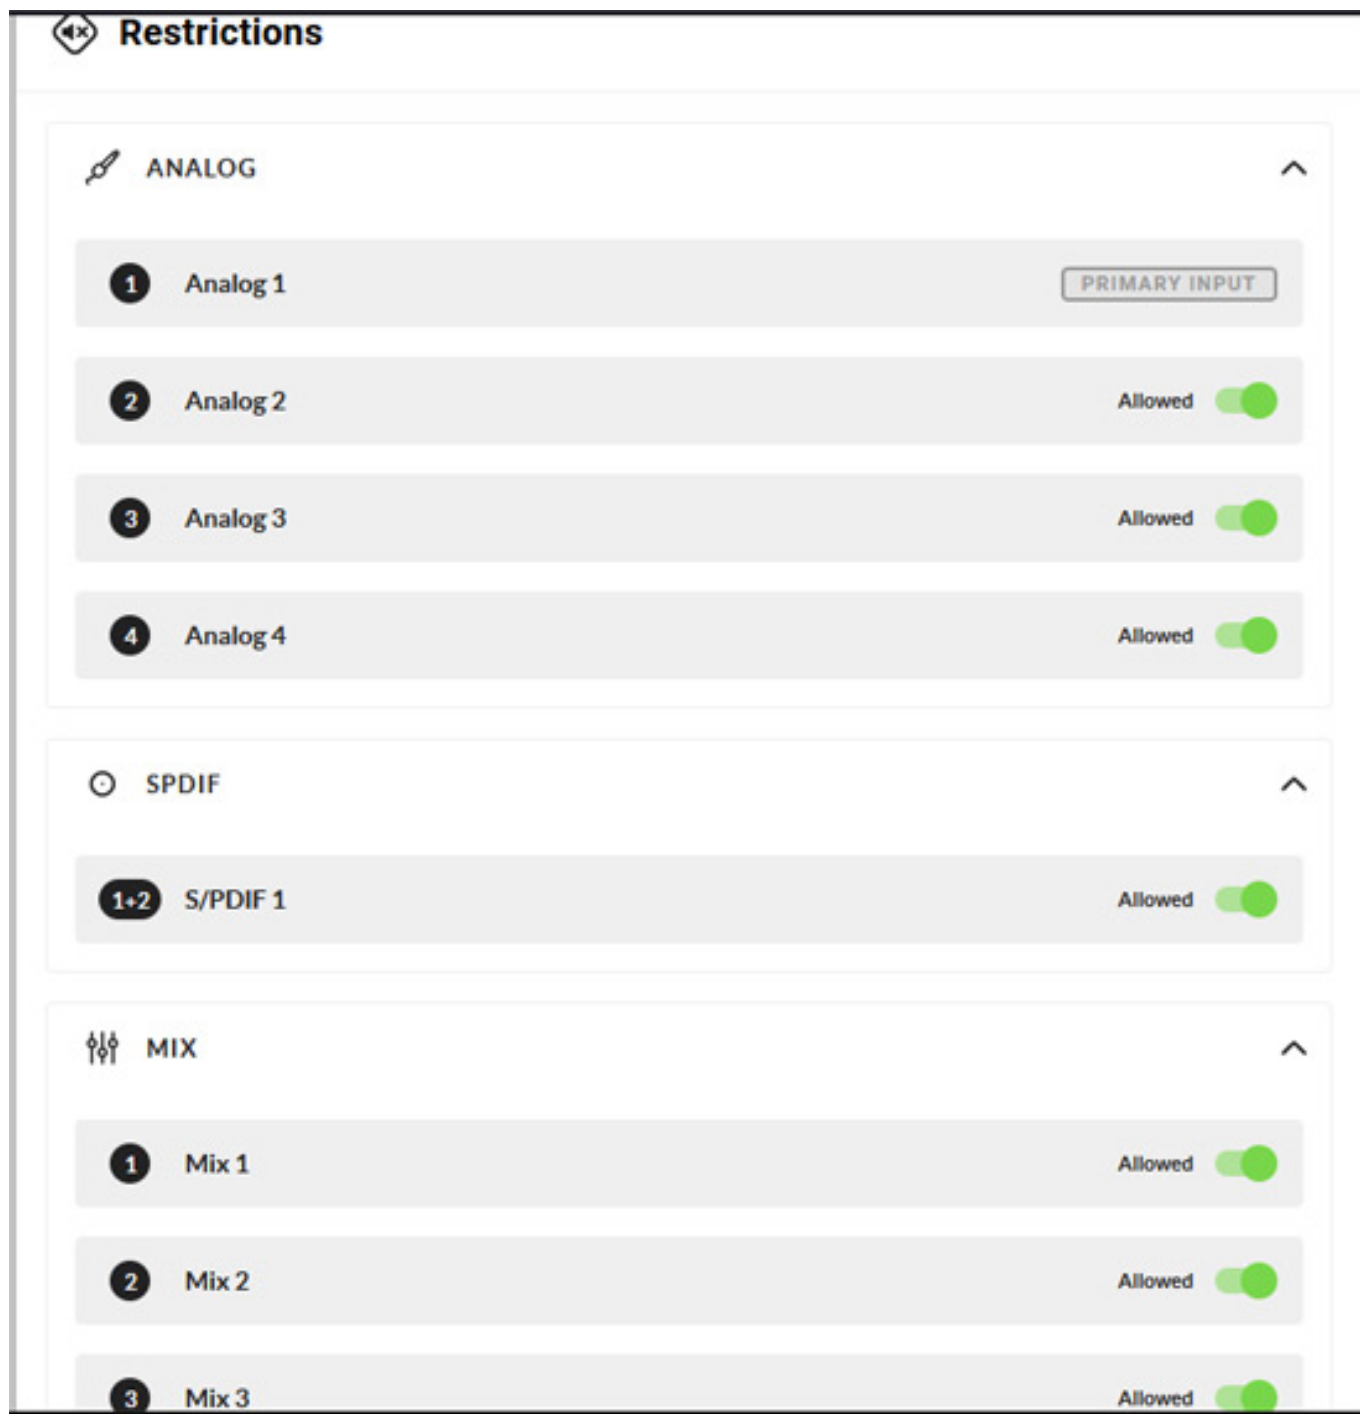 Restrictions
ANALOG
1 Analog 1 PRIMARY INPUT
2 Analog 2 Allowed
3 Analog 3 Allowed
4 Analog 4 Allowed
SPDIF
1+2 S/PDIF 1 Allowed
MIX
1 Mix 1 Allowed
2 Mix 2 Allowed
3 Mix 3 Allowed